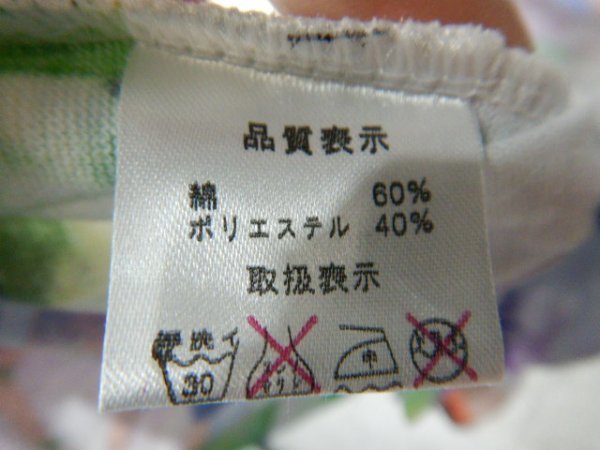 品質表示
綿 60%
ポリエステル 40%
取扱表示
30
中